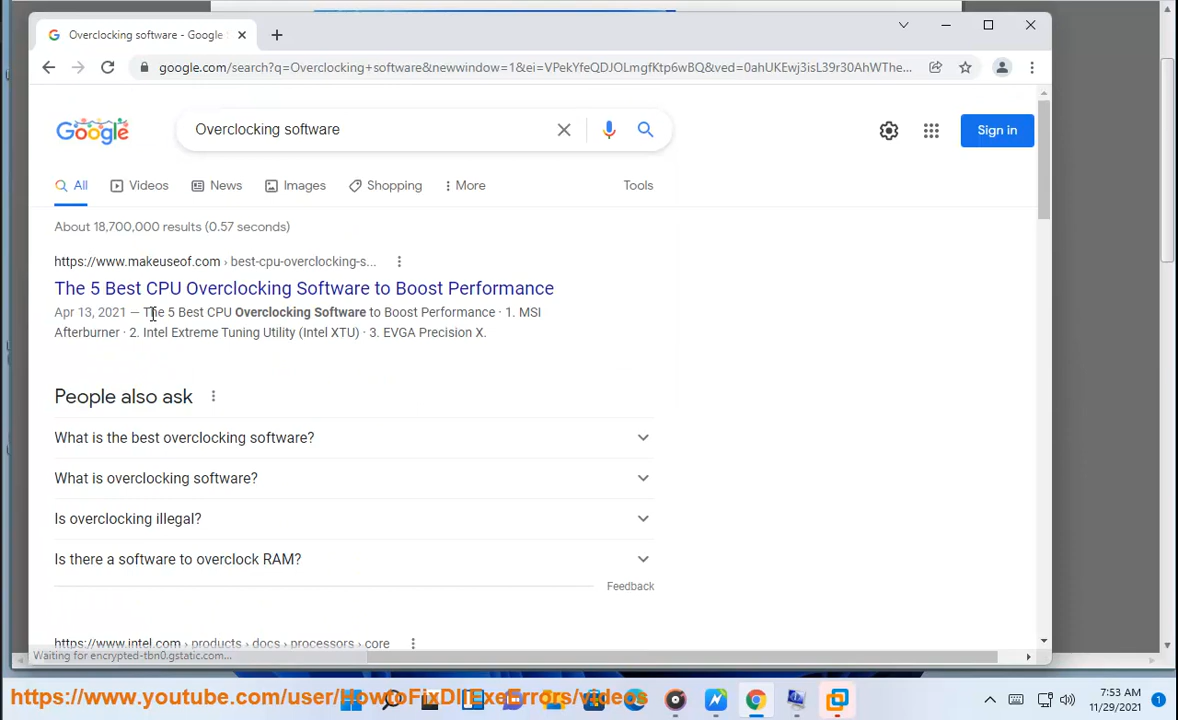 Overclocking software - Google S
google.com/search?q=Overclocking+software&newwindow=1&ei=VPekYfeQDJOLmgfKtp6wBQ&ved=0ahUKEwj3isL39r30AhWThe...
Google
Overclocking software
Sign in
All
Videos
News
Images
Shopping
More
Tools
About 18,700,000 results (0.57 seconds)
https://www.makeuseof.com › best-cpu-overclocking-s...
The 5 Best CPU Overclocking Software to Boost Performance
Apr 13, 2021 — The 5 Best CPU Overclocking Software to Boost Performance · 1. MSI
Afterburner · 2. Intel Extreme Tuning Utility (Intel XTU) · 3. EVGA Precision X.
People also ask
What is the best overclocking software?
What is overclocking software?
Is overclocking illegal?
Is there a software to overclock RAM?
Feedback
https://www.intel.com › products › docs › processors › core
Waiting for encrypted-tbn0.gstatic.com...
https://www.youtube.com/user/HowtoFixDllExeErrors/videos
7:53 AM
11/29/2021
1